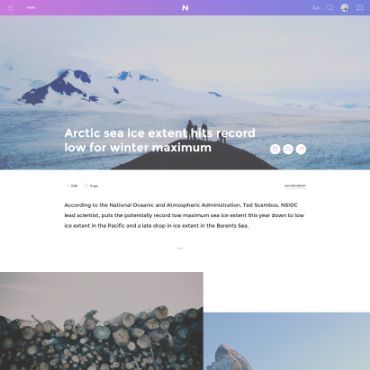 N
Aa
Arctic sea ice extent hits record
low for winter maximum
According to the National Oceanic and Atmospheric Administration, Ted Scambos, NSIDC
lead scientist, puts the potentially record low maximum sea ice extent this year down to low
ice extent in the Pacific and a late drop in ice extent in the Barents Sea.